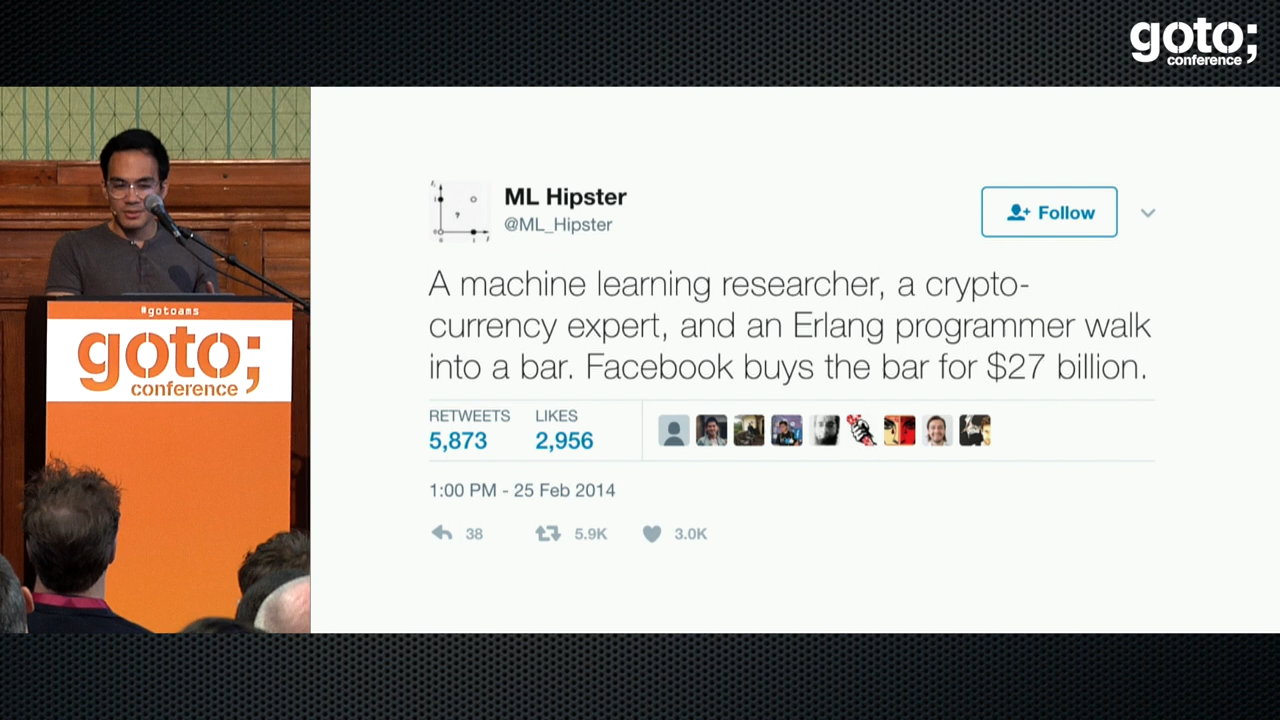 goto;
conference
#gotoams
goto;
conference
ML Hipster
@ML_Hipster
Follow
A machine learning researcher, a crypto-
currency expert, and an Erlang programmer walk
into a bar. Facebook buys the bar for $27 billion.
RETWEETS LIKES
5,873 2,956
1:00 PM - 25 Feb 2014
38 5.9K 3.0K